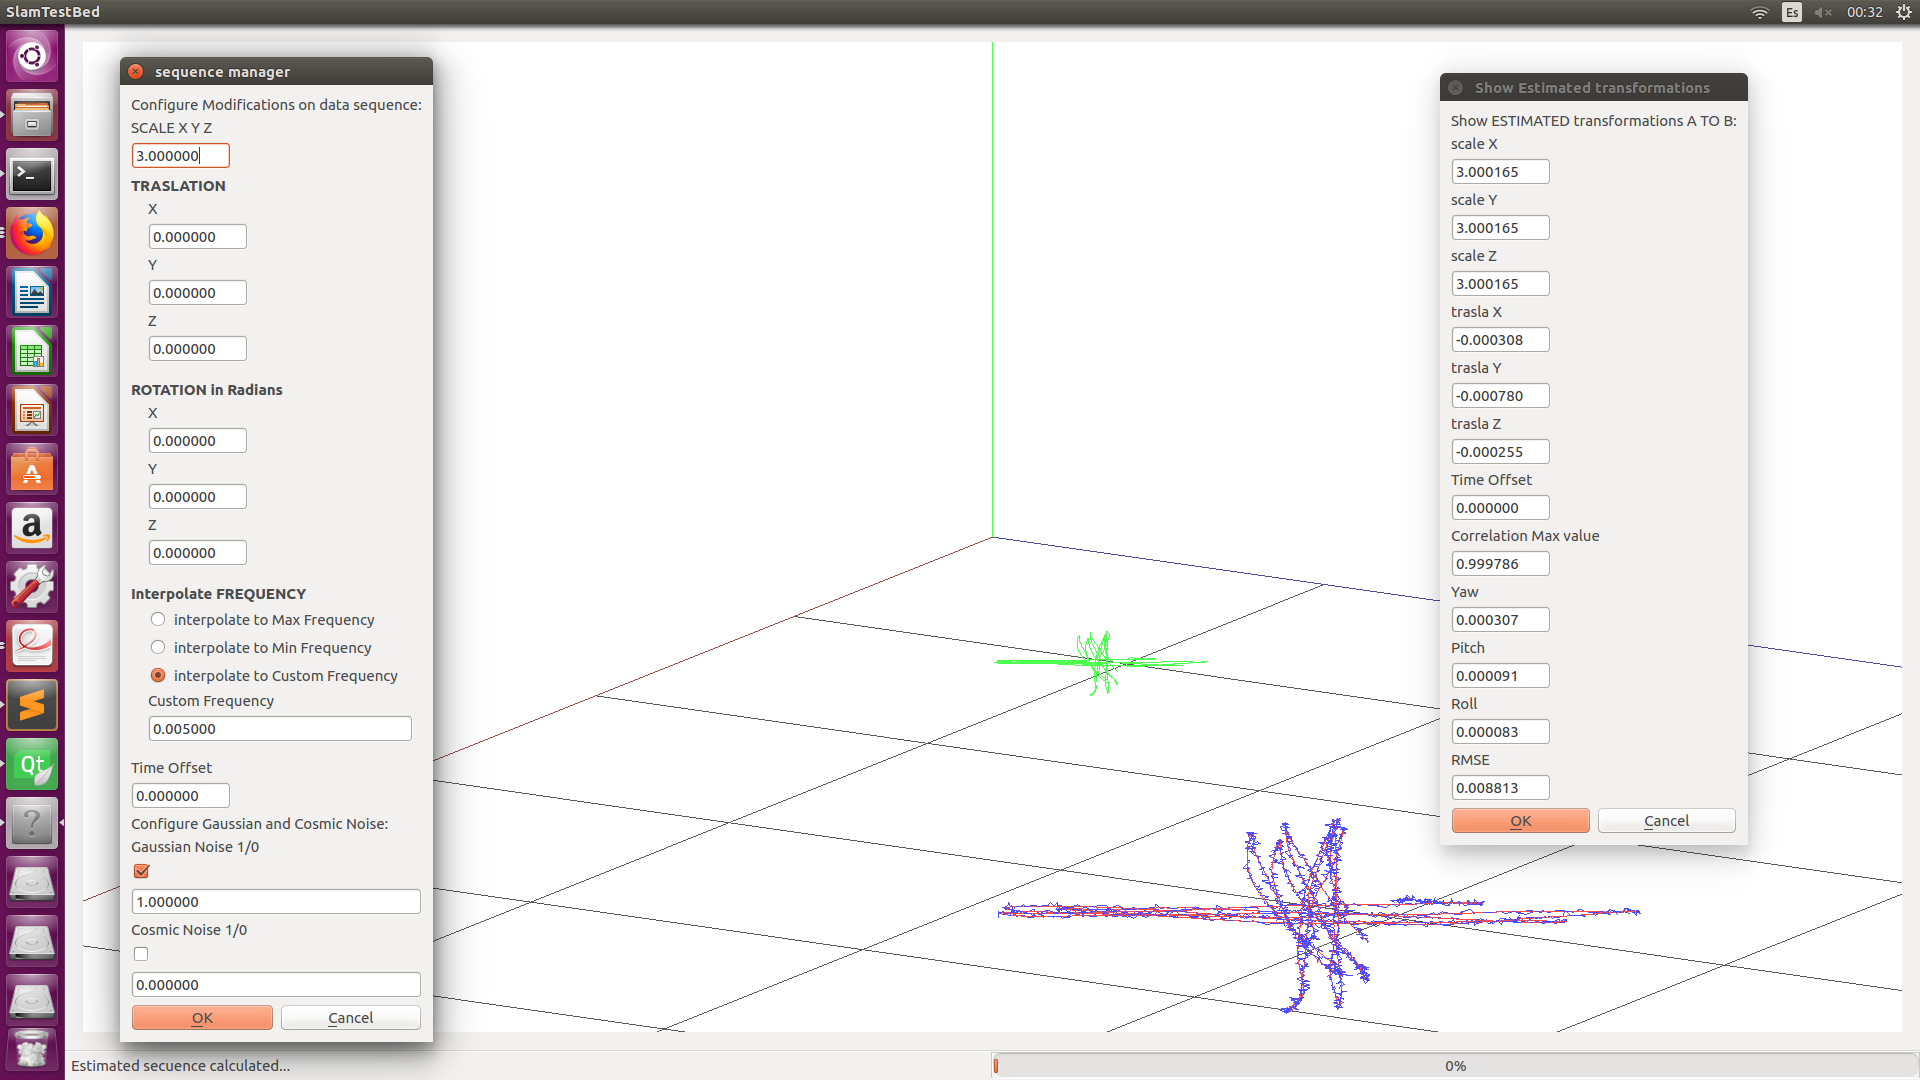 SlamTestBed
Es
00:32
sequence manager
Configure Modifications on data sequence:
SCALE X Y Z
3.000000
TRASLATION
X
0.000000
Y
0.000000
Z
0.000000
ROTATION in Radians
X
0.000000
Y
0.000000
Z
0.000000
Interpolate FREQUENCY
interpolate to Max Frequency
interpolate to Min Frequency
interpolate to Custom Frequency
Custom Frequency
0.005000
Time Offset
0.000000
Configure Gaussian and Cosmic Noise:
Gaussian Noise 1/0
1.000000
Cosmic Noise 1/0
0.000000
OK
Cancel
Show Estimated transformations
Show ESTIMATED transformations A TO B:
scale X
3.000165
scale Y
3.000165
scale Z
3.000165
trasla X
-0.000308
trasla Y
-0.000780
trasla Z
-0.000255
Time Offset
0.000000
Correlation Max value
0.999786
Yaw
0.000307
Pitch
0.000091
Roll
0.000083
RMSE
0.008813
OK
Cancel
>_
A
a
Qt
?
Estimated secuence calculated...
0%